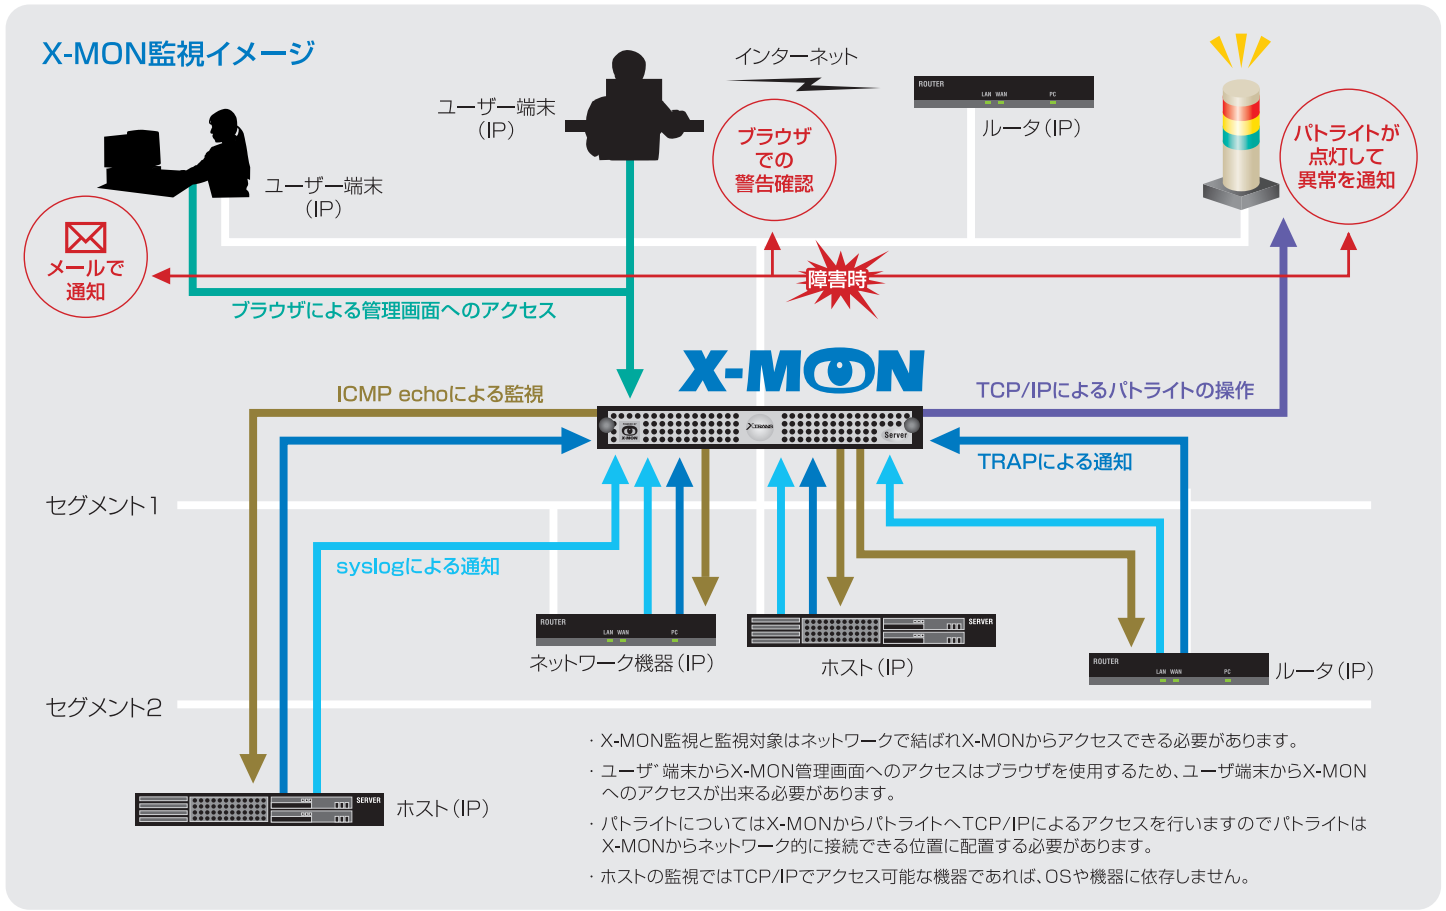 X-MON監視イメージ
インターネット
ROUTER
LAN WAN PC
ルータ(IP)
ユーザー端末
(IP)
ブラウザ
での
警告確認
パトライトが
点灯して
異常を通知
ユーザー端末
(IP)
メールで
通知
障害時
ブラウザによる管理画面へのアクセス
X-MON
ICMP echoによる監視
TCP/IPによるパトライトの操作
X-MON
XTRANS
Server
TRAPによる通知
セグメント1
syslogによる通知
ROUTER
LAN WAN PC
ネットワーク機器(IP)
SERVER
ホスト(IP)
ROUTER
LAN WAN PC
ルータ(IP)
セグメント2
・X-MON監視と監視対象はネットワークで結ばれX-MONからアクセスできる必要があります。
・ユーザ゛端末からX-MON管理画面へのアクセスはブラウザを使用するため、ユーザ端末からX-MON
へのアクセスが出来る必要があります。
・パトライトについてはX-MONからパトライトへTCP/IPによるアクセスを行いますのでパトライトは
X-MONからネットワーク的に接続できる位置に配置する必要があります。
・ホストの監視ではTCP/IPでアクセス可能な機器であれば、OSや機器に依存しません。
SERVER
ホスト(IP)